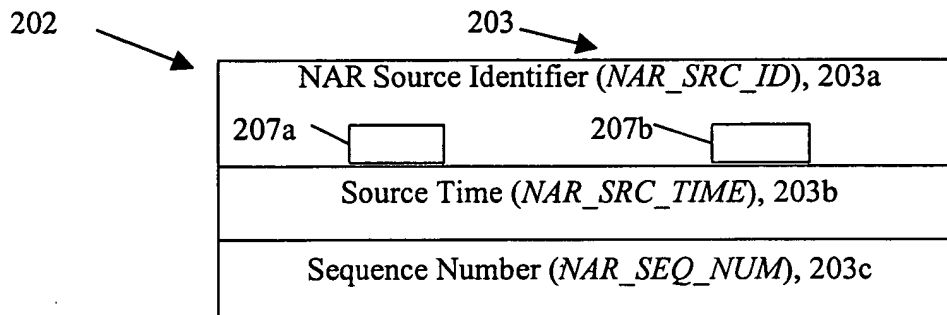 202
203
NAR Source Identifier (NAR_SRC_ID), 203a
207a
207b
Source Time (NAR_SRC_TIME), 203b
Sequence Number (NAR_SEQ_NUM), 203c